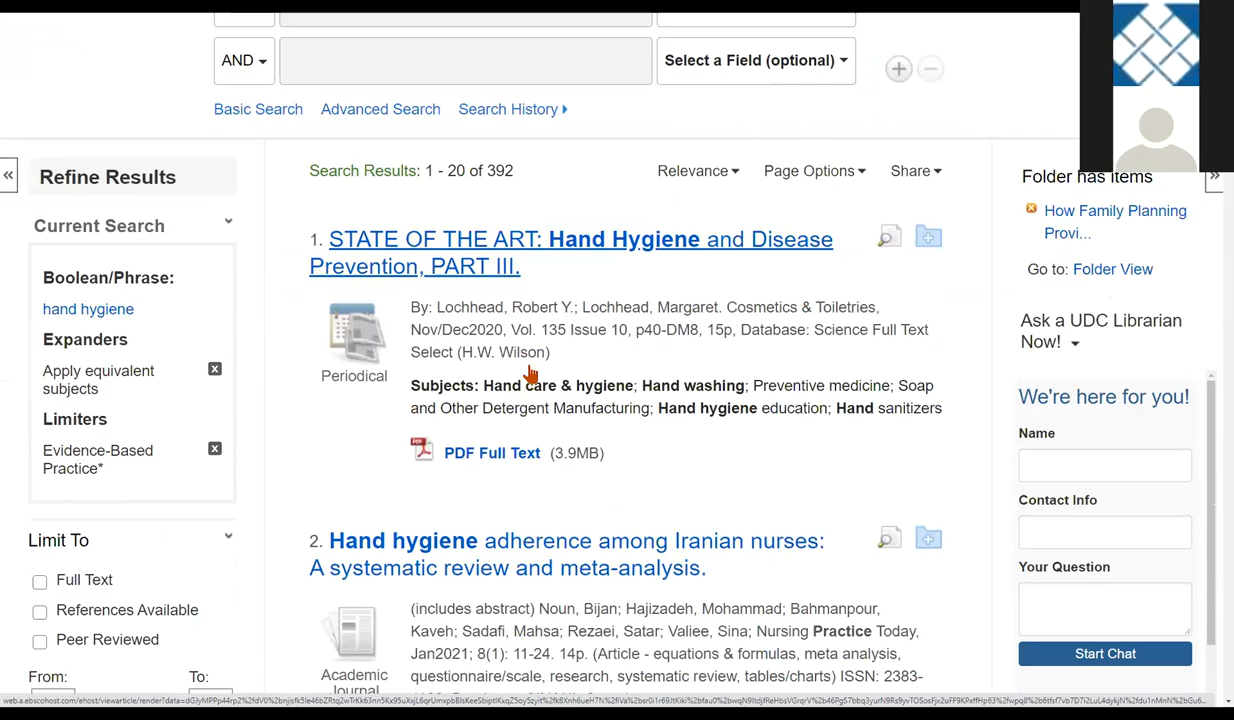 AND
Select a Field (optional)
Basic Search
Advanced Search
Search History
Refine Results
Current Search
Boolean/Phrase:
hand hygiene
Expanders
Apply equivalent
subjects
Limiters
Evidence-Based
Practice*
Limit To
Full Text
References Available
Peer Reviewed
From:
To:
Search Results: 1 - 20 of 392
Relevance
Page Options
Share
1. STATE OF THE ART: Hand Hygiene and Disease
Prevention, PART III.
Periodical
By: Lochhead, Robert Y.; Lochhead, Margaret. Cosmetics & Toiletries,
Nov/Dec2020, Vol. 135 Issue 10, p40-DM8, 15p, Database: Science Full Text
Select (H.W. Wilson)
Subjects: Hand care & hygiene; Hand washing; Preventive medicine; Soap
and Other Detergent Manufacturing; Hand hygiene education; Hand sanitizers
PDF Full Text (3.9MB)
2. Hand hygiene adherence among Iranian nurses:
A systematic review and meta-analysis.
Academic
Journal
(includes abstract) Noun, Bijan; Hajizadeh, Mohammad; Bahmanpour,
Kaveh; Sadafi, Mahsa; Rezaei, Satar; Valiee, Sina; Nursing Practice Today,
Jan2021; 8(1): 11-24. 14p. (Article - equations & formulas, meta analysis,
questionnaire/scale, research, systematic review, tables/charts) ISSN: 2383-
Folder has items
How Family Planning
Provi...
Go to: Folder View
Ask a UDC Librarian
Now!
We're here for you!
Name
Contact Info
Your Question
Start Chat